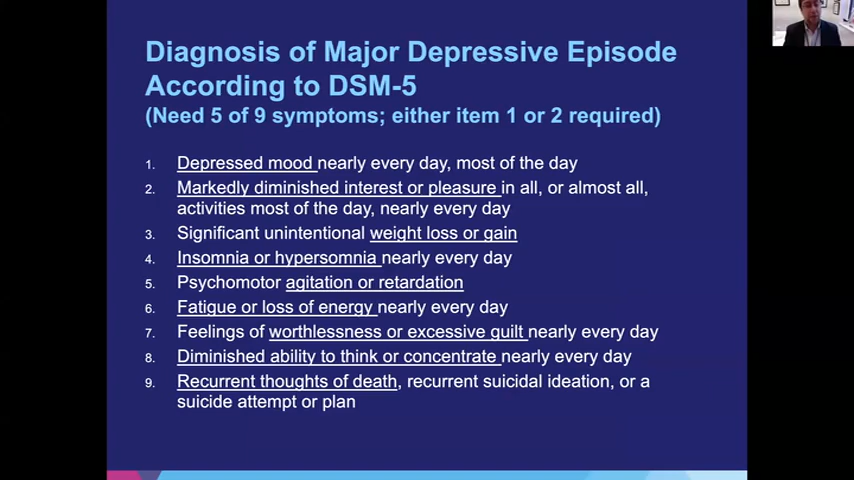 Diagnosis of Major Depressive Episode
According to DSM-5
(Need 5 of 9 symptoms; either item 1 or 2 required)
1. Depressed mood nearly every day, most of the day
2. Markedly diminished interest or pleasure in all, or almost all,
activities most of the day, nearly every day
3. Significant unintentional weight loss or gain
4. Insomnia or hypersomnia nearly every day
5. Psychomotor agitation or retardation
6. Fatigue or loss of energy nearly every day
7. Feelings of worthlessness or excessive guilt nearly every day
8. Diminished ability to think or concentrate nearly every day
9. Recurrent thoughts of death, recurrent suicidal ideation, or a
suicide attempt or plan